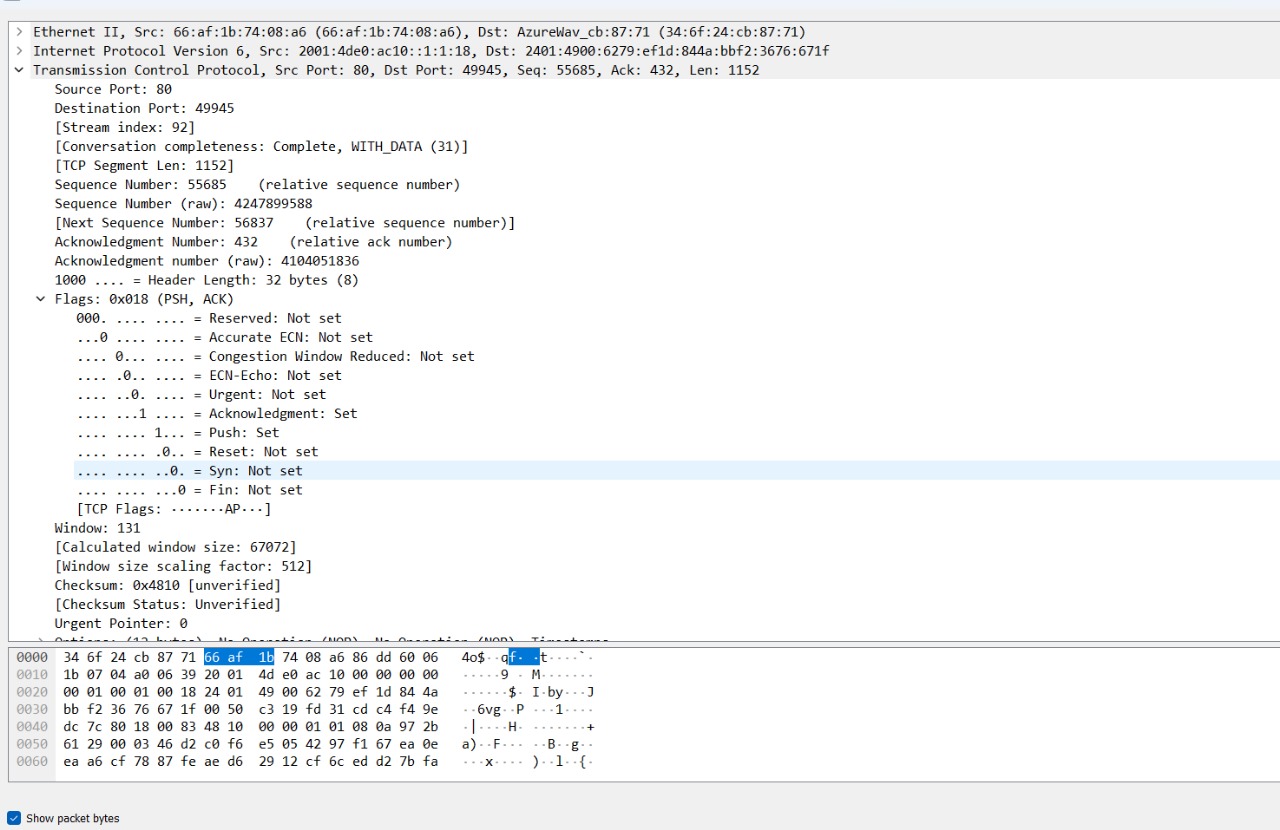 Ethernet II, Src: 66:af:1b:74:08:a6 (66:af:1b:74:08:a6), Dst: AzureWav_cb:87:71 (34:6f:24:cb:87:71)
Internet Protocol Version 6, Src: 2001:4de0:ac10::1:1:18, Dst: 2401:4900:6279:ef1d:844a:bbf2:3676:671f
Transmission Control Protocol, Src Port: 80, Dst Port: 49945, Seq: 55685, Ack: 432, Len: 1152
Source Port: 80
Destination Port: 49945
[Stream index: 92]
[Conversation completeness: Complete, WITH_DATA (31)]
[TCP Segment Len: 1152]
Sequence Number: 55685    (relative sequence number)
Sequence Number (raw): 4247899588
[Next Sequence Number: 56837    (relative sequence number)]
Acknowledgment Number: 432    (relative ack number)
Acknowledgment number (raw): 4104051836
1000 .... = Header Length: 32 bytes (8)
Flags: 0x018 (PSH, ACK)
000. .... .... = Reserved: Not set
...0 .... .... = Accurate ECN: Not set
.... 0... .... = Congestion Window Reduced: Not set
.... .0.. .... = ECN-Echo: Not set
.... ..0. .... = Urgent: Not set
.... ...1 .... = Acknowledgment: Set
.... .... 1... = Push: Set
.... .... .0.. = Reset: Not set
.... .... ..0. = Syn: Not set
.... .... ...0 = Fin: Not set
[TCP Flags: ·······AP···]
Window: 131
[Calculated window size: 67072]
[Window size scaling factor: 512]
Checksum: 0x4810 [unverified]
[Checksum Status: Unverified]
Urgent Pointer: 0
Options: (12 bytes), No-Operation (NOP), No-Operation (NOP), Timestamps
0000 34 6f 24 cb 87 71 66 af 1b 74 08 a6 86 dd 60 06 4o$··qf· ·t····`·
0010 1b 07 04 a0 06 39 20 01 4d e0 ac 10 00 00 00 00 ·····9 · M·······
0020 00 01 00 01 00 18 24 01 49 00 62 79 ef 1d 84 4a ······$· I·by···J
0030 bb f2 36 76 67 1f 00 50 c3 19 fd 31 cd c4 f4 9e ··6vg··P ···1····
0040 dc 7c 80 18 00 83 48 10 00 00 01 01 08 0a 97 2b ·|····H· ·······+
0050 61 29 00 03 46 d2 c0 f6 e5 05 42 97 f1 67 ea 0e a)··F··· ··B··g··
0060 ea a6 cf 78 87 fe ae d6 29 12 cf 6c ed d2 7b fa ···x···· )··l··{·
Show packet bytes